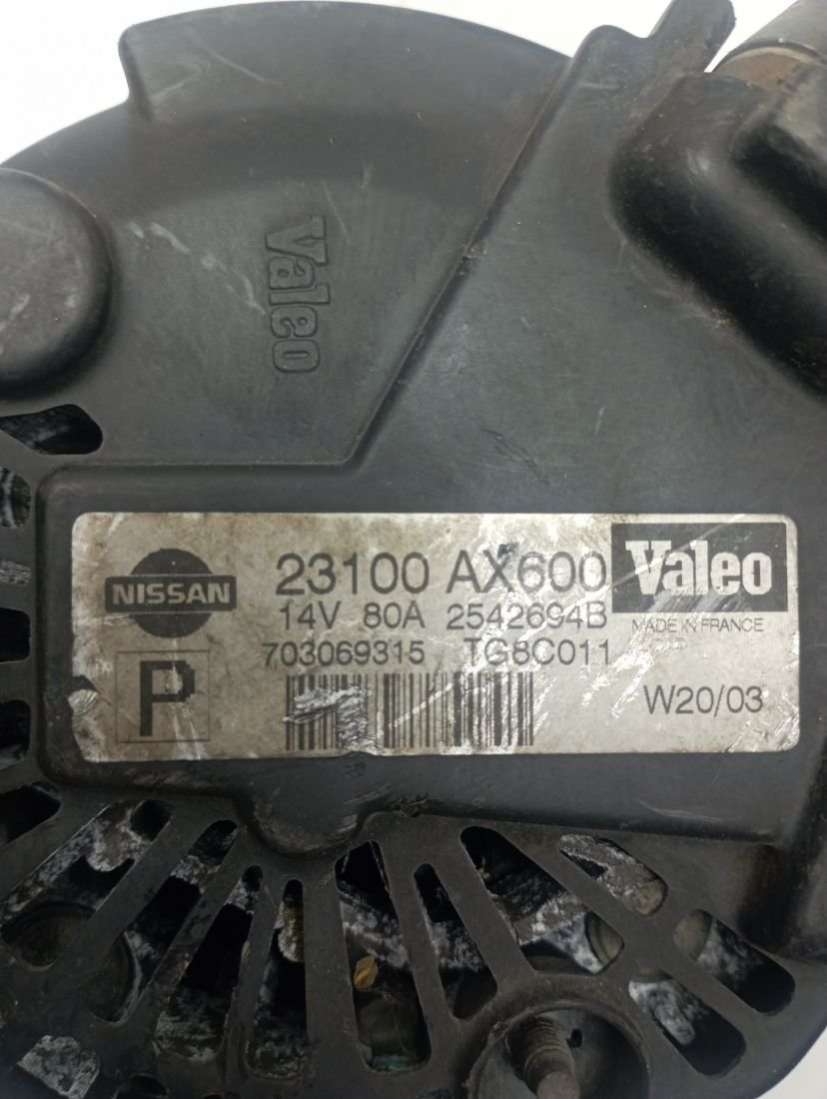 Valeo
NISSAN
23100 AX600
Valeo
14V 80A 2542694B
MADE IN FRANCE
703069315 TG8C011
P
W20/03